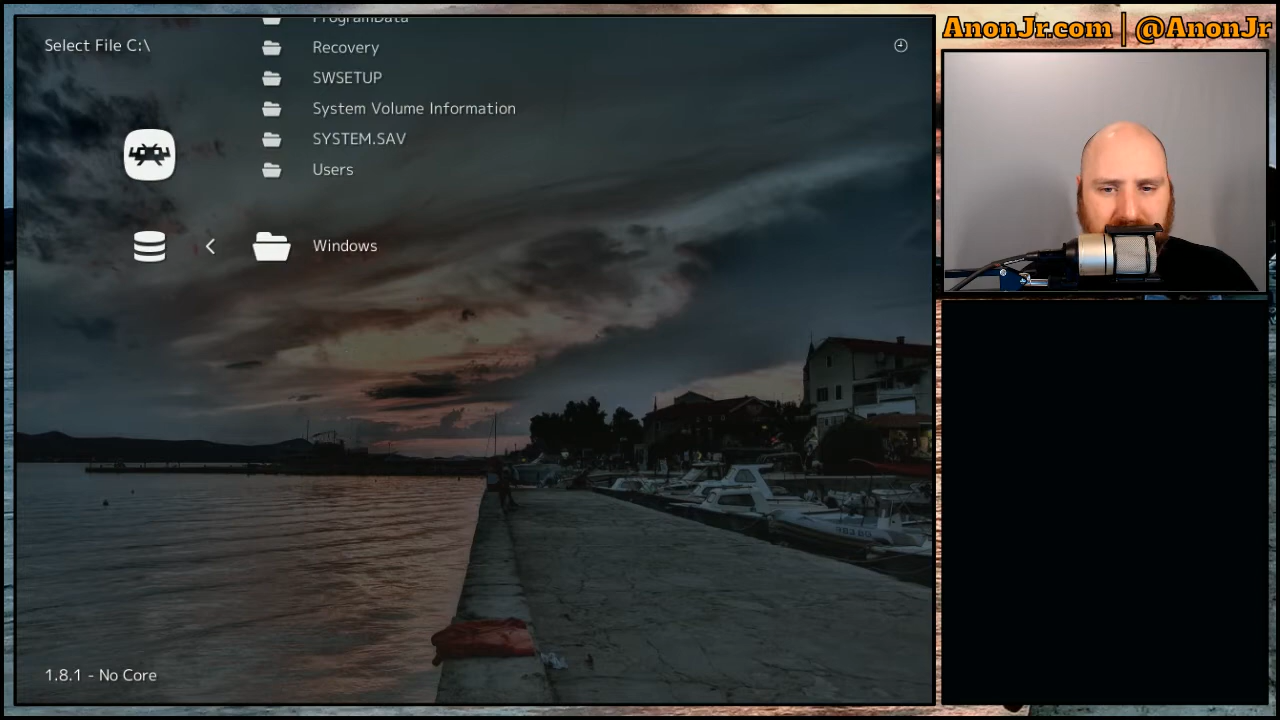 AnonJr.com | @AnonJr
ProgramData
Select File C:\
Recovery
SWSETUP
System Volume Information
SYSTEM.SAV
Users
Windows
1.8.1 - No Core